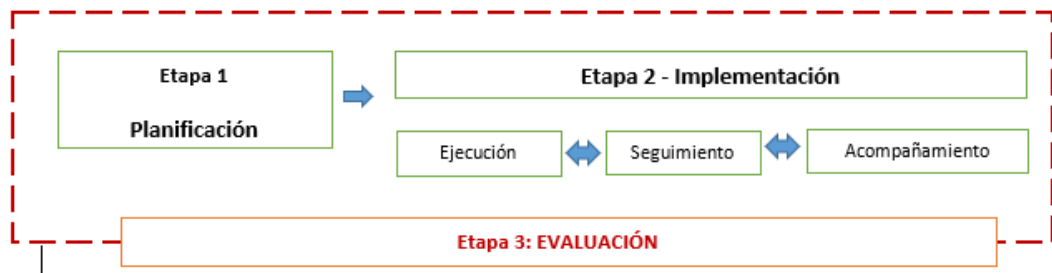 Etapa 1
Planificación
Etapa 2 - Implementación
Ejecución
Seguimiento
Acompañamiento
Etapa 3: EVALUACIÓN